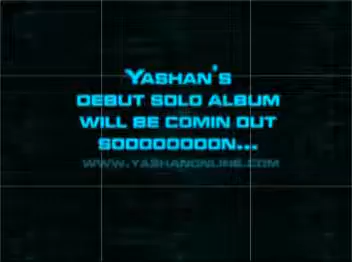 Yashan's
debut solo album
will be comin out
soooooooon...
www.yashanonline.com